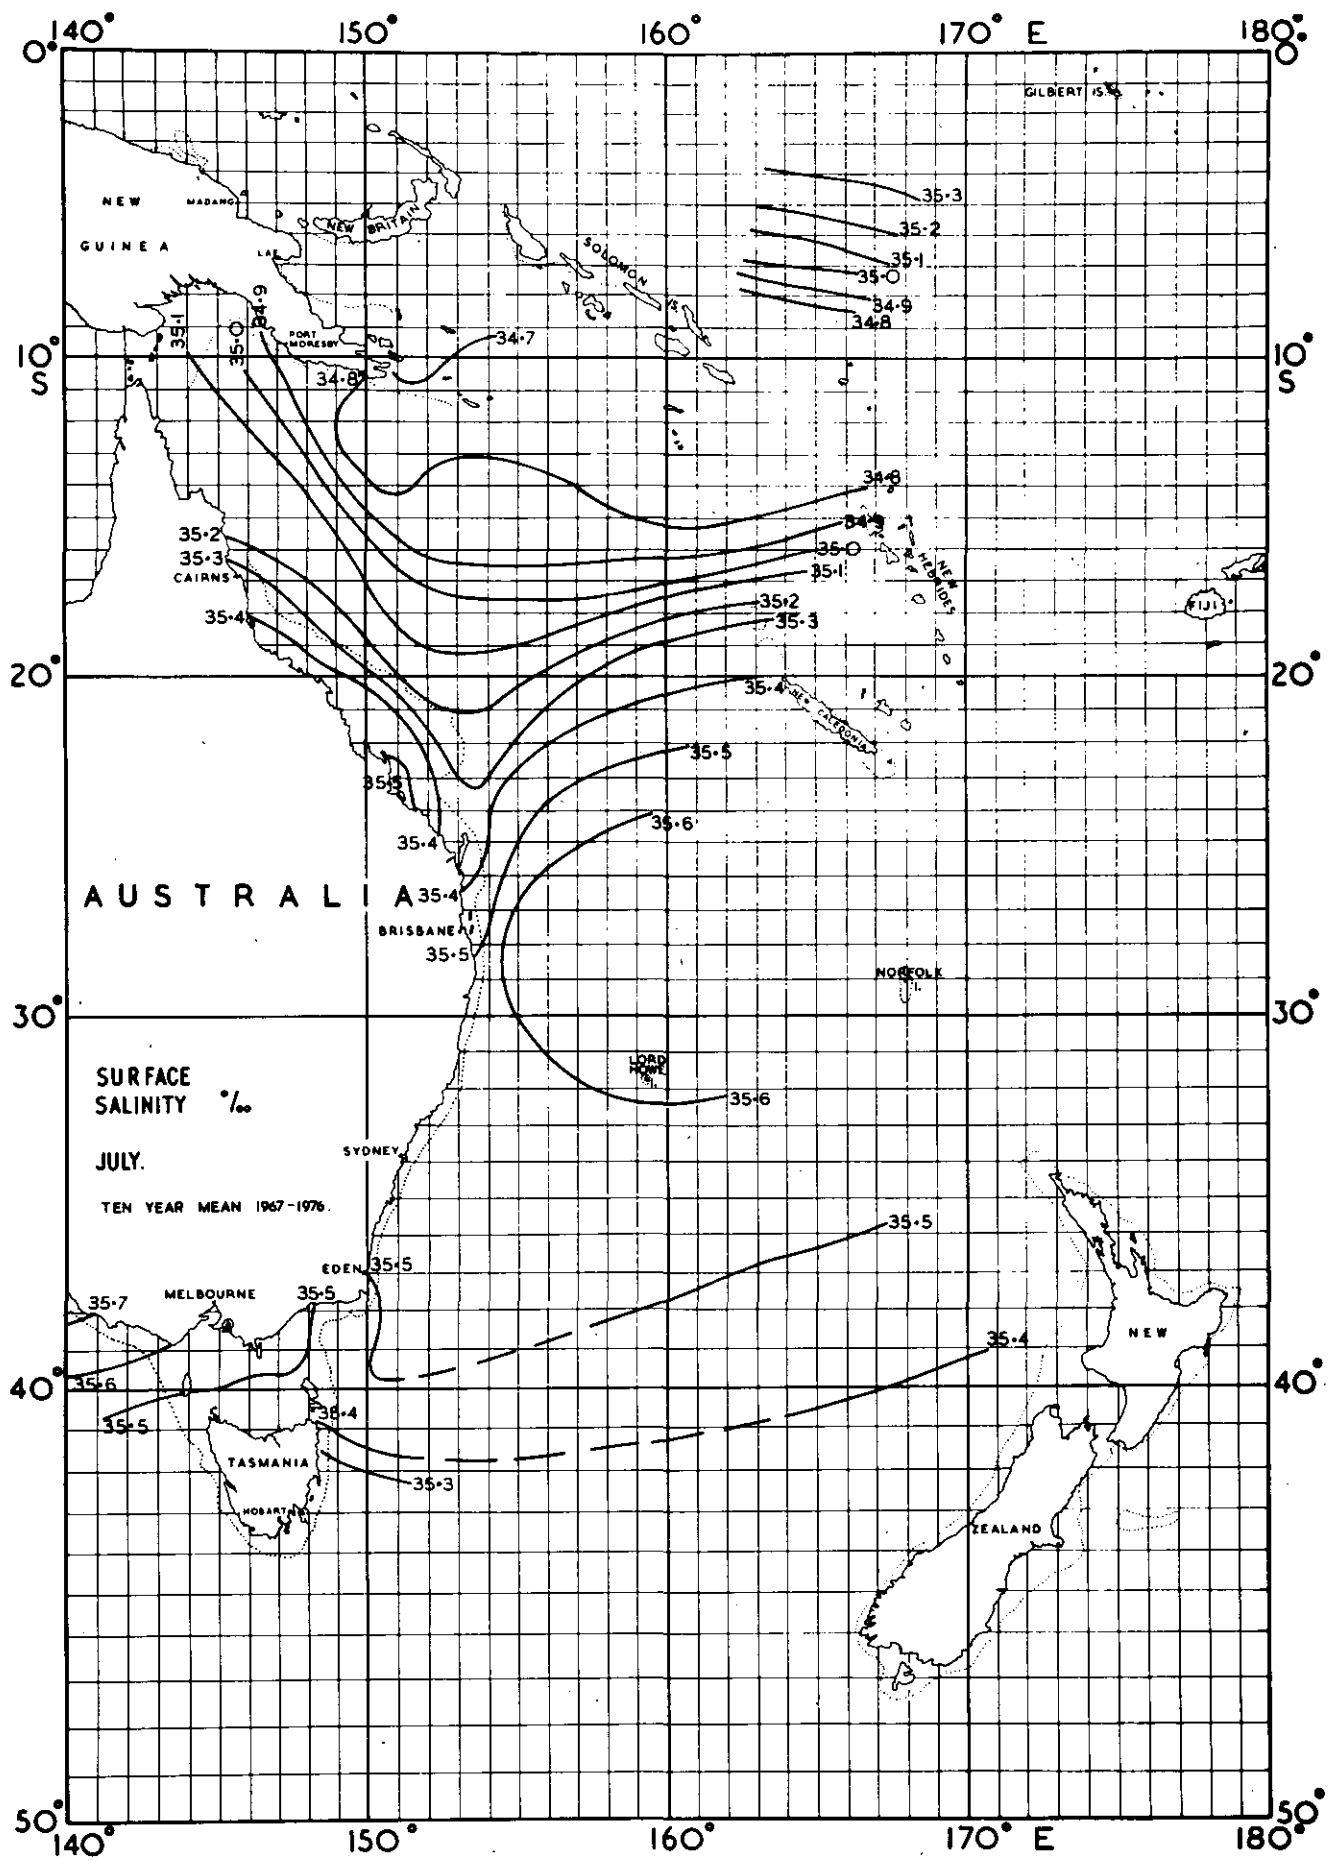 140° 150° 160° 170° E 180°
0° 0°
GILBERT IS.
35·3
NEW MADANG
NEW BRITAIN
35·2
GUINEA LAE
SOLOMON IS.
35·1
35·0
34·9
34·8
35·1 35·0 34·9
PORT MORESBY
34·7
10° 10°
S S
34·8
34·8
34·9
35·2 35·0
35·3 35·1
CAIRNS
NEW HEBRIDES
35·2
FIJI
35·4 35·3
20° 20°
35·4
NEW CALEDONIA
35·5
35·5
35·6
35·4
AUSTRALIA 35·4
BRISBANE
35·5
NORFOLK I.
30° 30°
LORD HOWE I.
SURFACE
SALINITY °/oo
35·6
SYDNEY
JULY.
TEN YEAR MEAN 1967-1976.
35·5
EDEN 35·5
MELBOURNE 35·5
35·7
NEW
35·4
35·6
40° 40°
35·5 35·4
TASMANIA
35·3
HOBART
ZEALAND
50° 50°
140° 150° 160° 170° E 180°